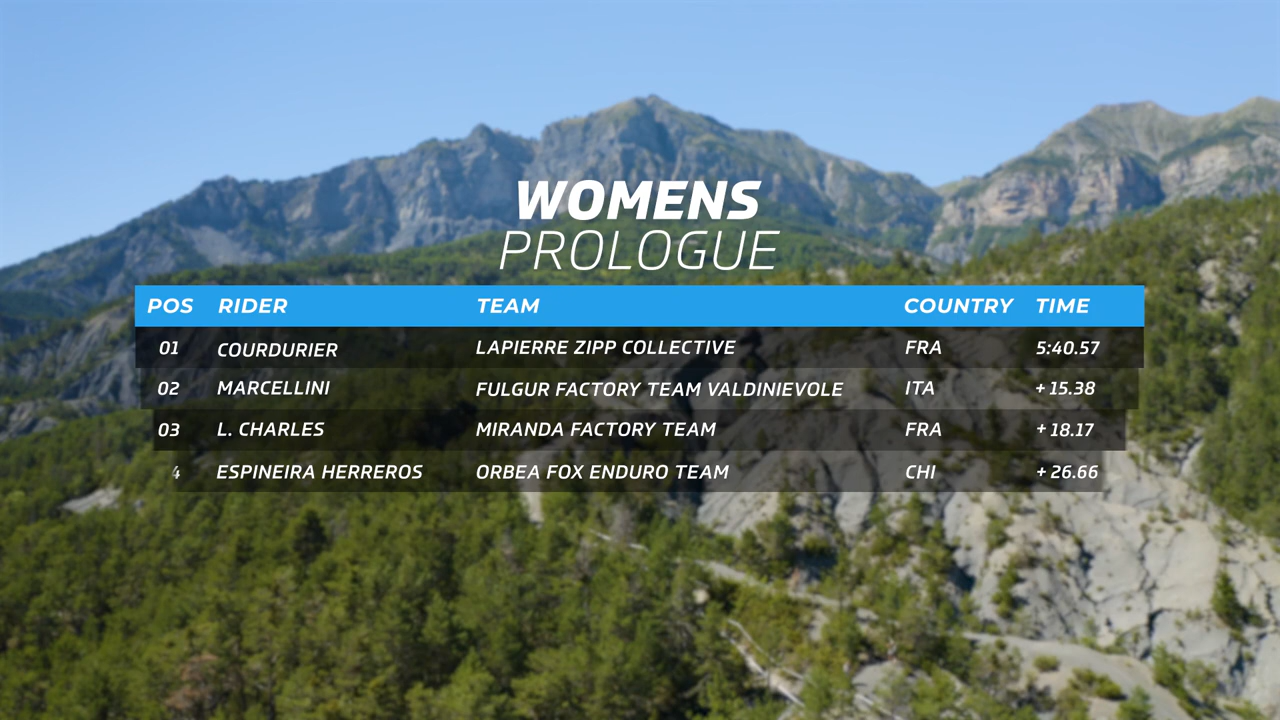 WOMENS
PROLOGUE
POS RIDER TEAM COUNTRY TIME
01 COURDURIER LAPIERRE ZIPP COLLECTIVE FRA 5:40.57
02 MARCELLINI FULGUR FACTORY TEAM VALDINIEVOLE ITA + 15.38
03 L. CHARLES MIRANDA FACTORY TEAM FRA + 18.17
4 ESPINEIRA HERREROS ORBEA FOX ENDURO TEAM CHI + 26.66